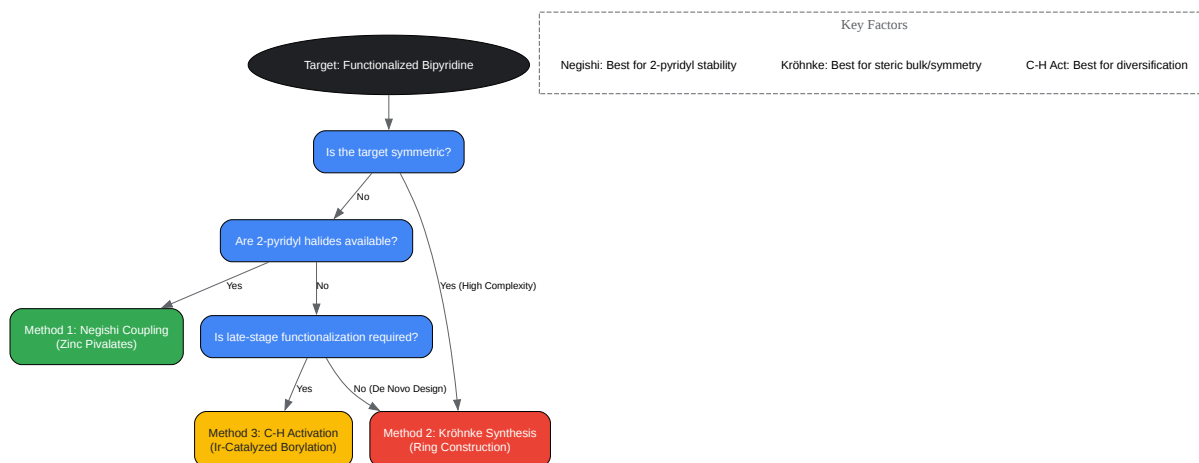 Key Factors
Target: Functionalized Bipyridine
Negishi: Best for 2-pyridyl stability
Kröhnke: Best for steric bulk/symmetry
C-H Act: Best for diversification
Is the target symmetric?
No
Are 2-pyridyl halides available?
Yes
No
Yes (High Complexity)
Method 1: Negishi Coupling
(Zinc Pivalates)
Is late-stage functionalization required?
Yes
No (De Novo Design)
Method 3: C-H Activation
(Ir-Catalyzed Borylation)
Method 2: Kröhnke Synthesis
(Ring Construction)